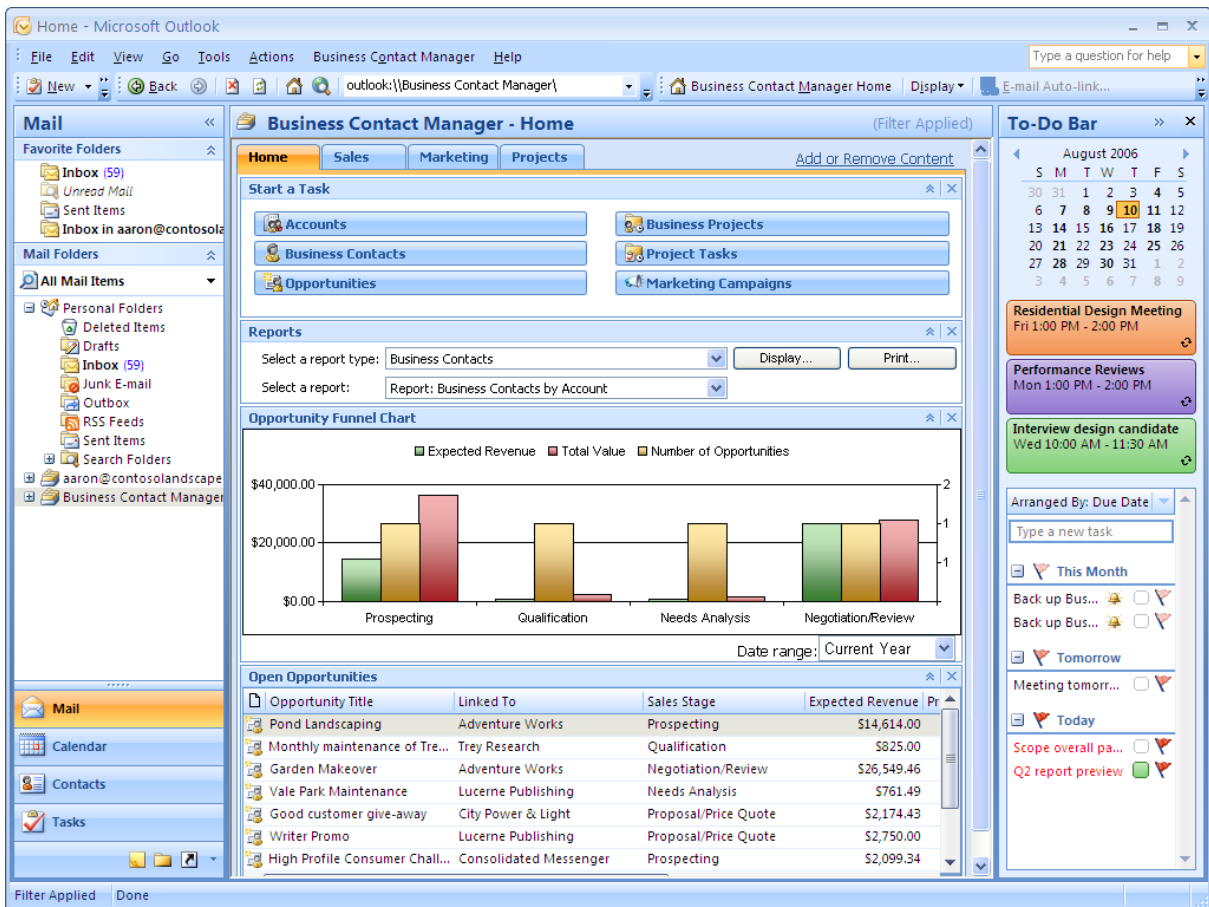 Home - Microsoft Outlook
File Edit View Go Tools Actions Business Contact Manager Help
Type a question for help
New Back outlook:\\Business Contact Manager\ Business Contact Manager Home Display E-mail Auto-link...
Mail
Favorite Folders
Inbox (59)
Unread Mail
Sent Items
Inbox in aaron@contosola
Mail Folders
All Mail Items
Personal Folders
Deleted Items
Drafts
Inbox (59)
Junk E-mail
Outbox
RSS Feeds
Sent Items
Search Folders
aaron@contosolandscape
Business Contact Manager
Mail
Calendar
Contacts
Tasks
Business Contact Manager - Home (Filter Applied)
Home Sales Marketing Projects Add or Remove Content
Start a Task
Accounts Business Projects
Business Contacts Project Tasks
Opportunities Marketing Campaigns
Reports
Select a report type: Business Contacts Display... Print...
Select a report: Report: Business Contacts by Account
Opportunity Funnel Chart
Expected Revenue Total Value Number of Opportunities
$40,000.00 2
1
$20,000.00
1
$0.00
Prospecting Qualification Needs Analysis Negotiation/Review
Date range: Current Year
Open Opportunities
Opportunity Title Linked To Sales Stage Expected Revenue Pr
Pond Landscaping Adventure Works Prospecting $14,614.00
Monthly maintenance of Tre... Trey Research Qualification $825.00
Garden Makeover Adventure Works Negotiation/Review $26,549.46
Vale Park Maintenance Lucerne Publishing Needs Analysis $761.49
Good customer give-away City Power & Light Proposal/Price Quote $2,174.43
Writer Promo Lucerne Publishing Proposal/Price Quote $2,750.00
High Profile Consumer Chall... Consolidated Messenger Prospecting $2,099.34
To-Do Bar
August 2006
S M T W T F S
30 31 1 2 3 4 5
6 7 8 9 10 11 12
13 14 15 16 17 18 19
20 21 22 23 24 25 26
27 28 29 30 31 1 2
3 4 5 6 7 8 9
Residential Design Meeting
Fri 1:00 PM - 2:00 PM
Performance Reviews
Mon 1:00 PM - 2:00 PM
Interview design candidate
Wed 10:00 AM - 11:30 AM
Arranged By: Due Date
Type a new task
This Month
Back up Bus...
Back up Bus...
Tomorrow
Meeting tomorr...
Today
Scope overall pa...
Q2 report preview
Filter Applied Done